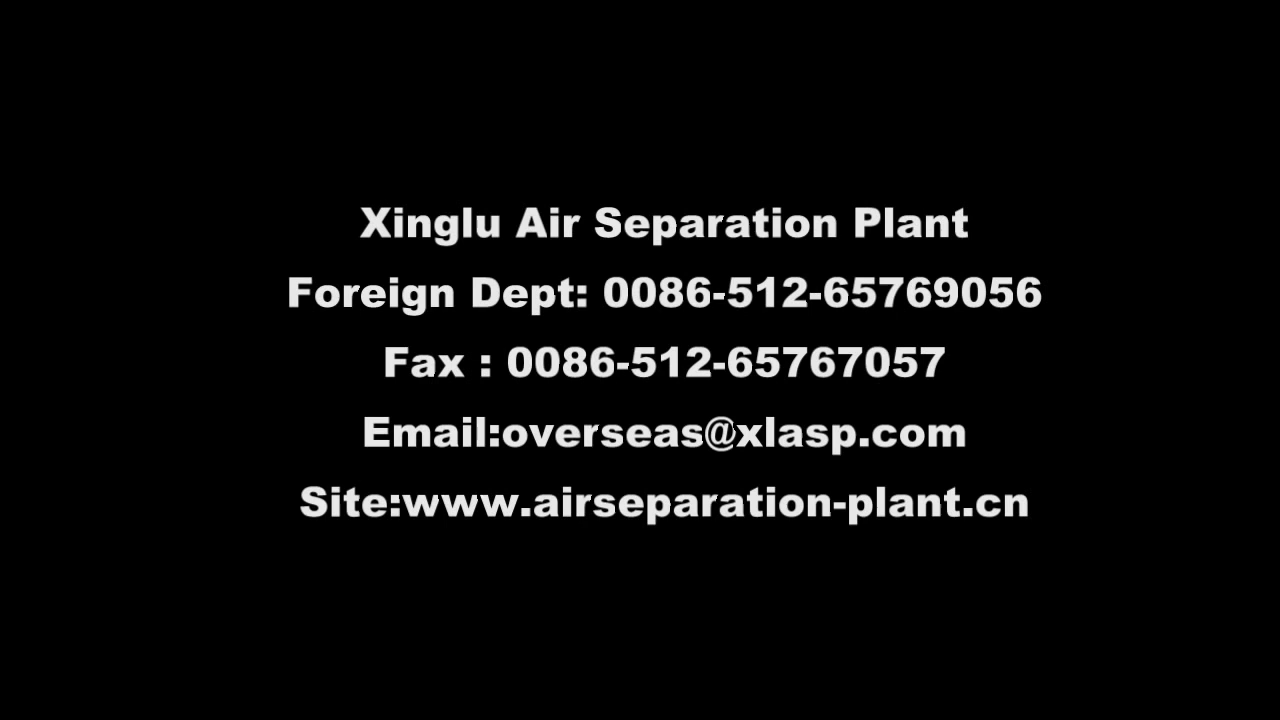 Xinglu Air Separation Plant
Foreign Dept: 0086-512-65769056
Fax : 0086-512-65767057
Email:overseas@xlasp.com
Site:www.airseparation-plant.cn